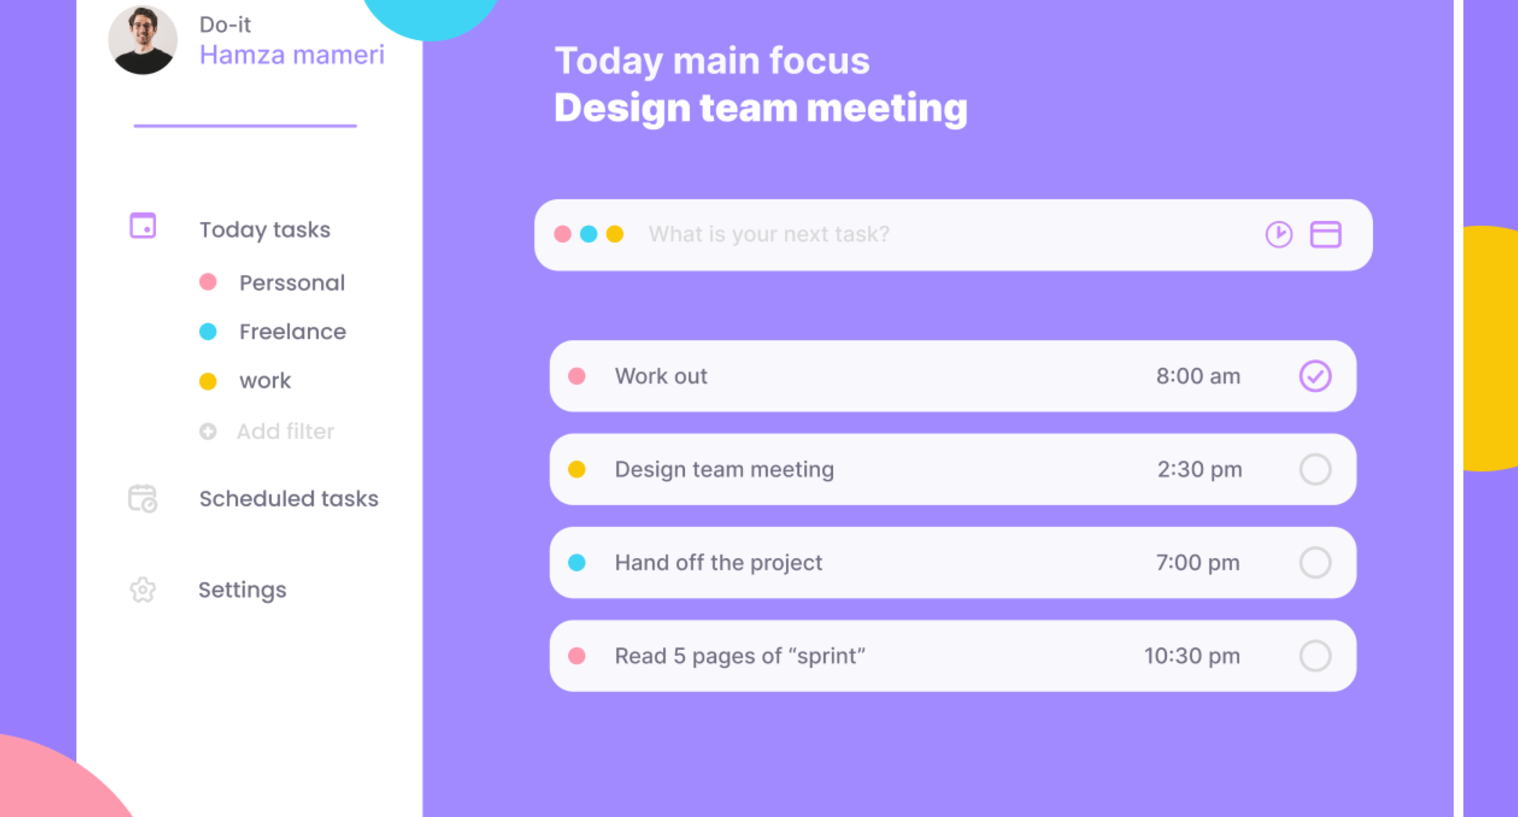 Do-it
Hamza mameri
Today tasks
Perssonal
Freelance
work
Add filter
Scheduled tasks
Settings
Today main focus
Design team meeting
What is your next task?
Work out 8:00 am
Design team meeting 2:30 pm
Hand off the project 7:00 pm
Read 5 pages of “sprint” 10:30 pm